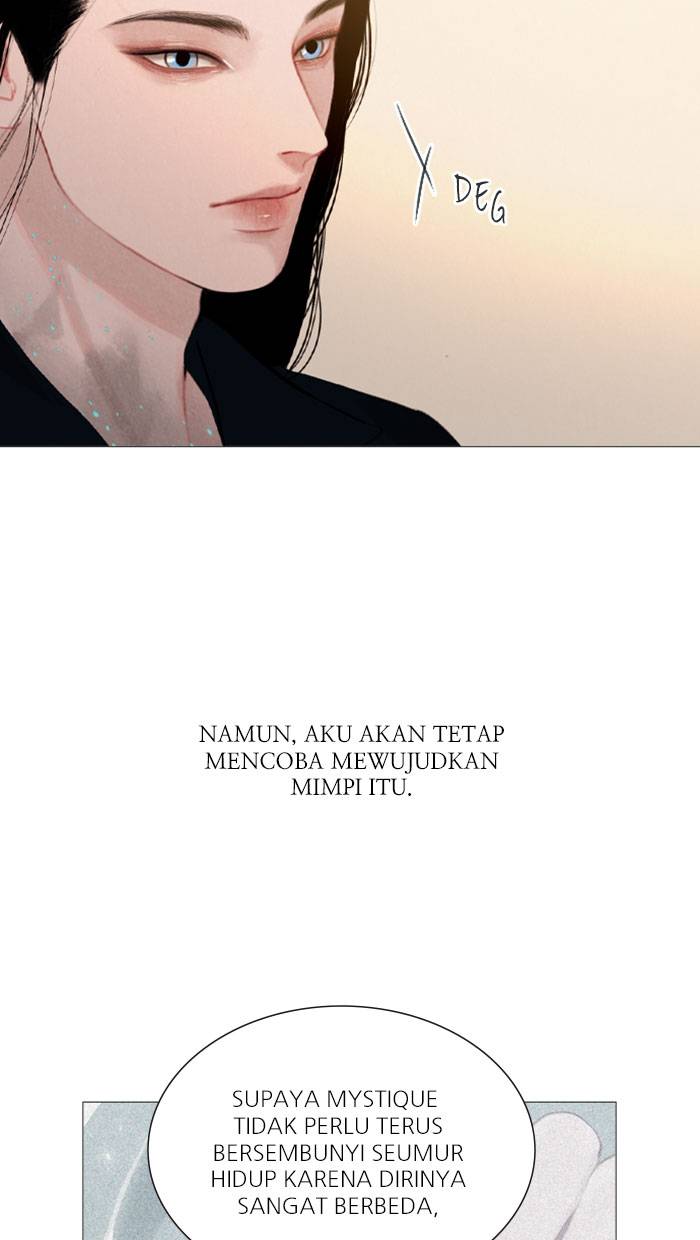 DEG
NAMUN, AKU AKAN TETAP
MENCOBA MEWUJUDKAN
MIMPI ITU.
SUPAYA MYSTIQUE
TIDAK PERLU TERUS
BERSEMBUNYI SEUMUR
HIDUP KARENA DIRINYA
SANGAT BERBEDA,